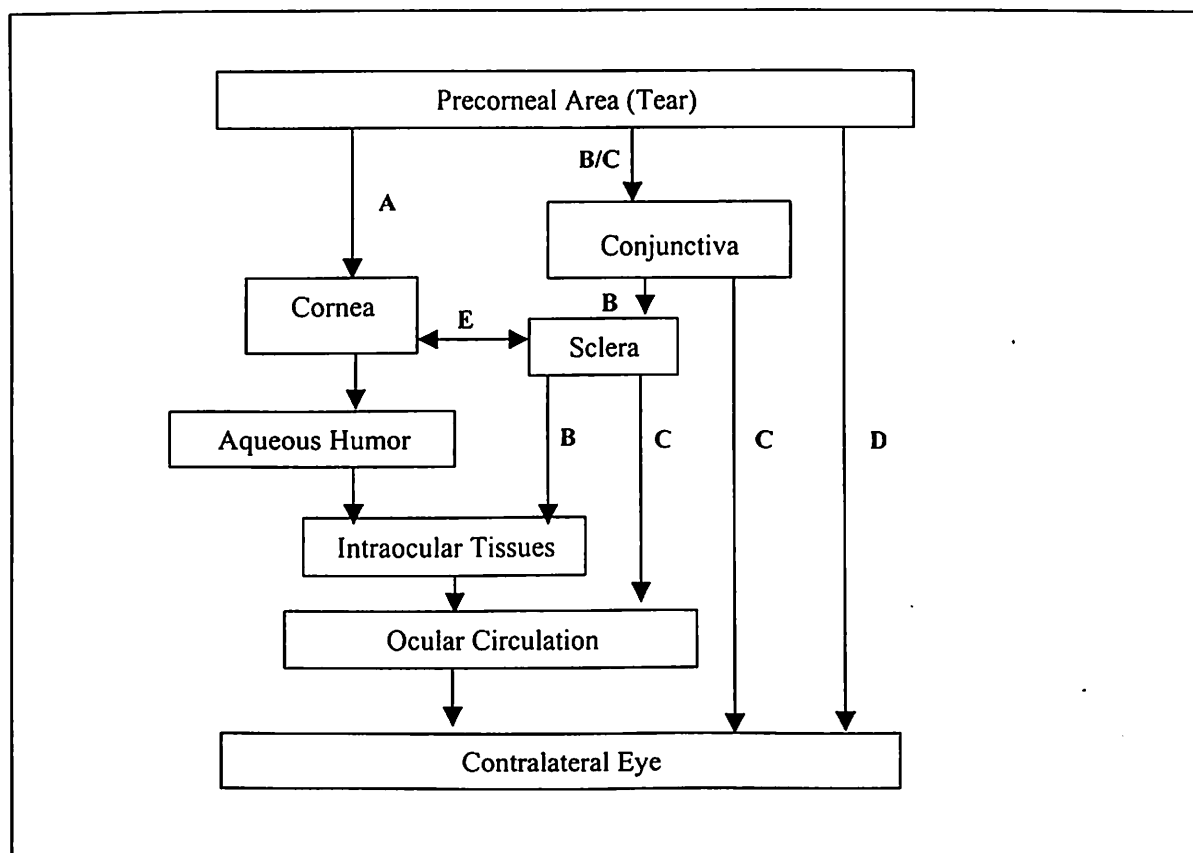 Precorneal Area (Tear)
B/C
A
Conjunctiva
Cornea
B
E
Sclera
Aqueous Humor
B
C
C
D
Intraocular Tissues
Ocular Circulation
Contralateral Eye